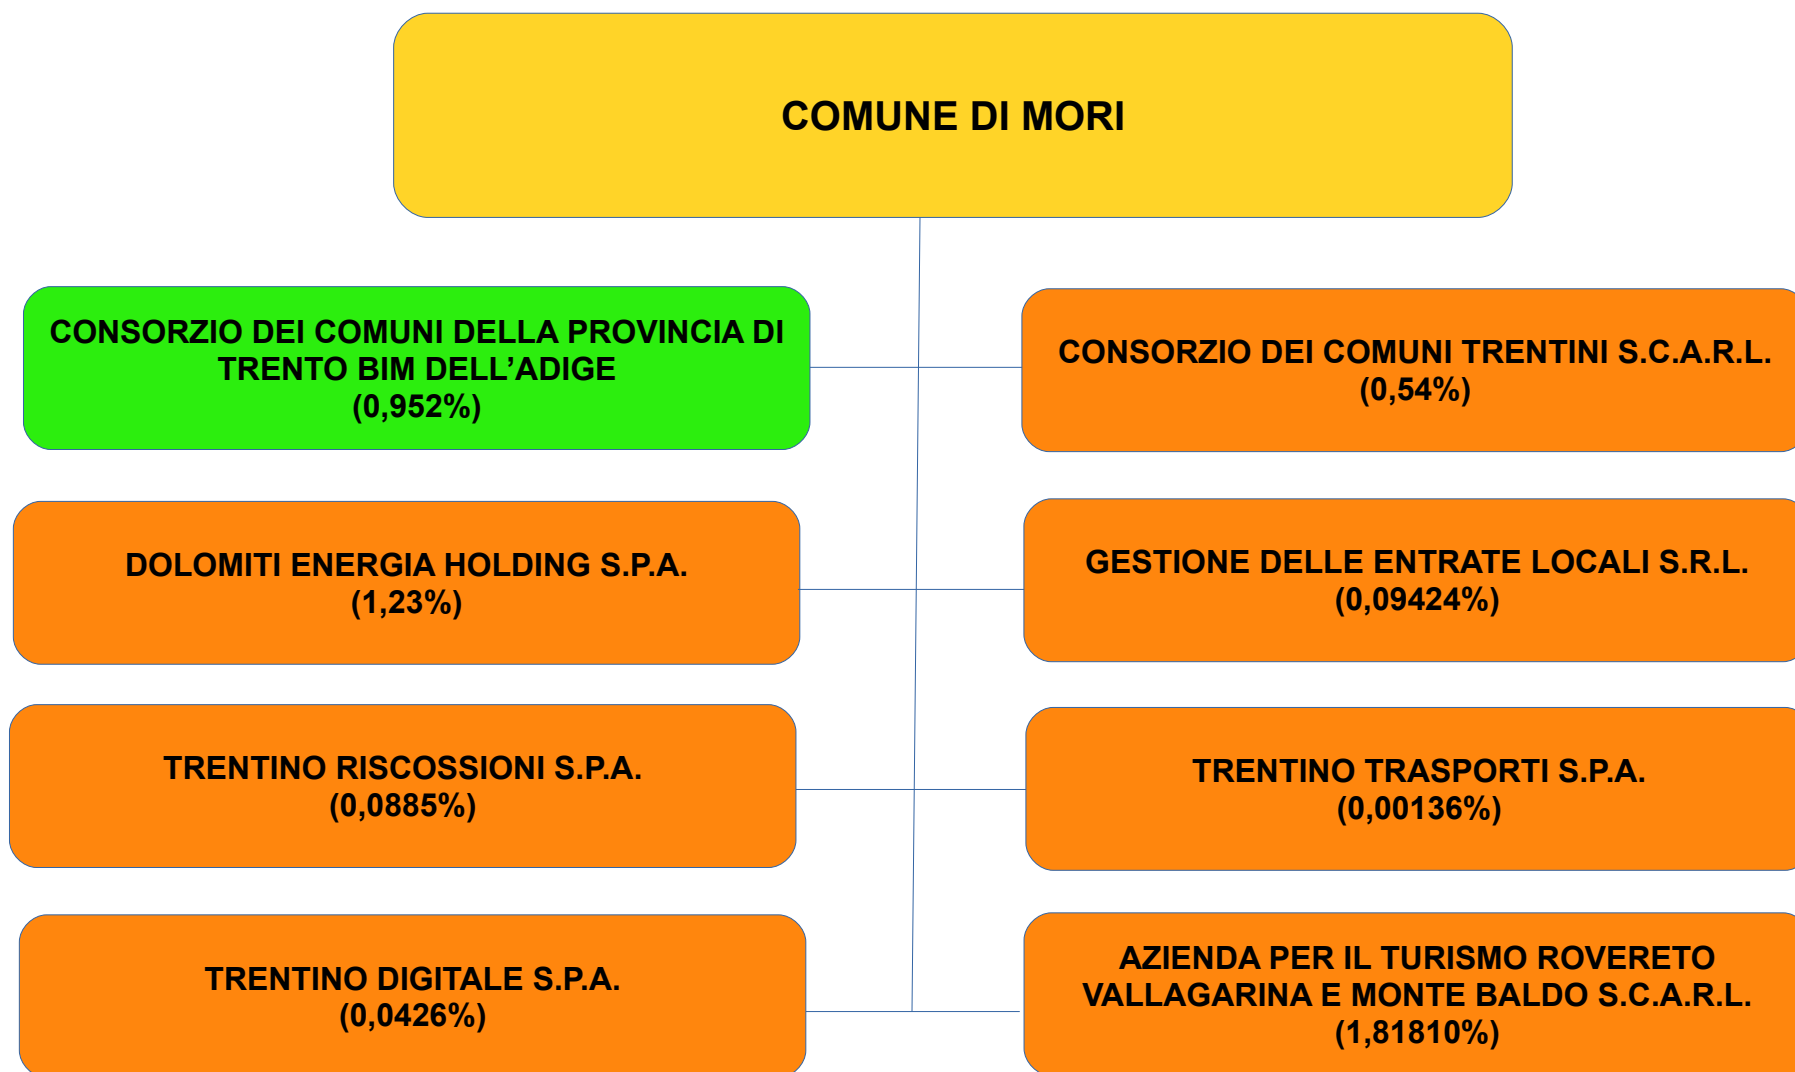 COMUNE DI MORI
CONSORZIO DEI COMUNI DELLA PROVINCIA DI
TRENTO BIM DELL’ADIGE
(0,952%)
CONSORZIO DEI COMUNI TRENTINI S.C.A.R.L.
(0,54%)
DOLOMITI ENERGIA HOLDING S.P.A.
(1,23%)
GESTIONE DELLE ENTRATE LOCALI S.R.L.
(0,09424%)
TRENTINO RISCOSSIONI S.P.A.
(0,0885%)
TRENTINO TRASPORTI S.P.A.
(0,00136%)
TRENTINO DIGITALE S.P.A.
(0,0426%)
AZIENDA PER IL TURISMO ROVERETO
VALLAGARINA E MONTE BALDO S.C.A.R.L.
(1,81810%)